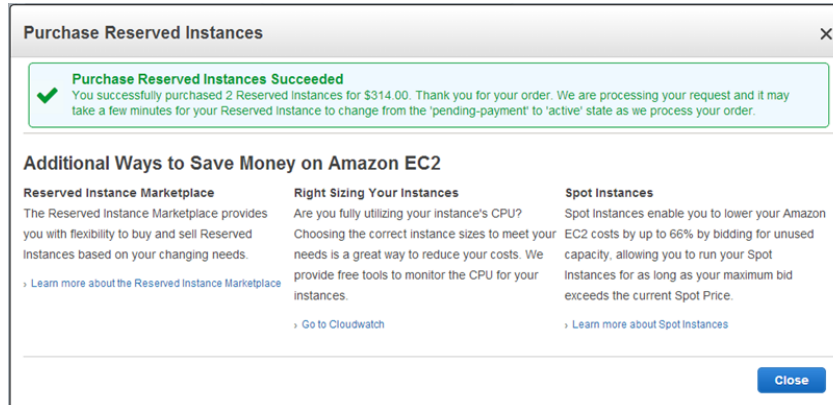 Purchase Reserved Instances
×
Purchase Reserved Instances Succeeded
You successfully purchased 2 Reserved Instances for $314.00. Thank you for your order. We are processing your request and it may
take a few minutes for your Reserved Instance to change from the 'pending-payment' to 'active' state as we process your order.
Additional Ways to Save Money on Amazon EC2
Reserved Instance Marketplace
The Reserved Instance Marketplace provides
you with flexibility to buy and sell Reserved
Instances based on your changing needs.
› Learn more about the Reserved Instance Marketplace
Right Sizing Your Instances
Are you fully utilizing your instance's CPU?
Choosing the correct instance sizes to meet your
needs is a great way to reduce your costs. We
provide free tools to monitor the CPU for your
instances.
› Go to Cloudwatch
Spot Instances
Spot Instances enable you to lower your Amazon
EC2 costs by up to 66% by bidding for unused
capacity, allowing you to run your Spot
Instances for as long as your maximum bid
exceeds the current Spot Price.
› Learn more about Spot Instances
Close